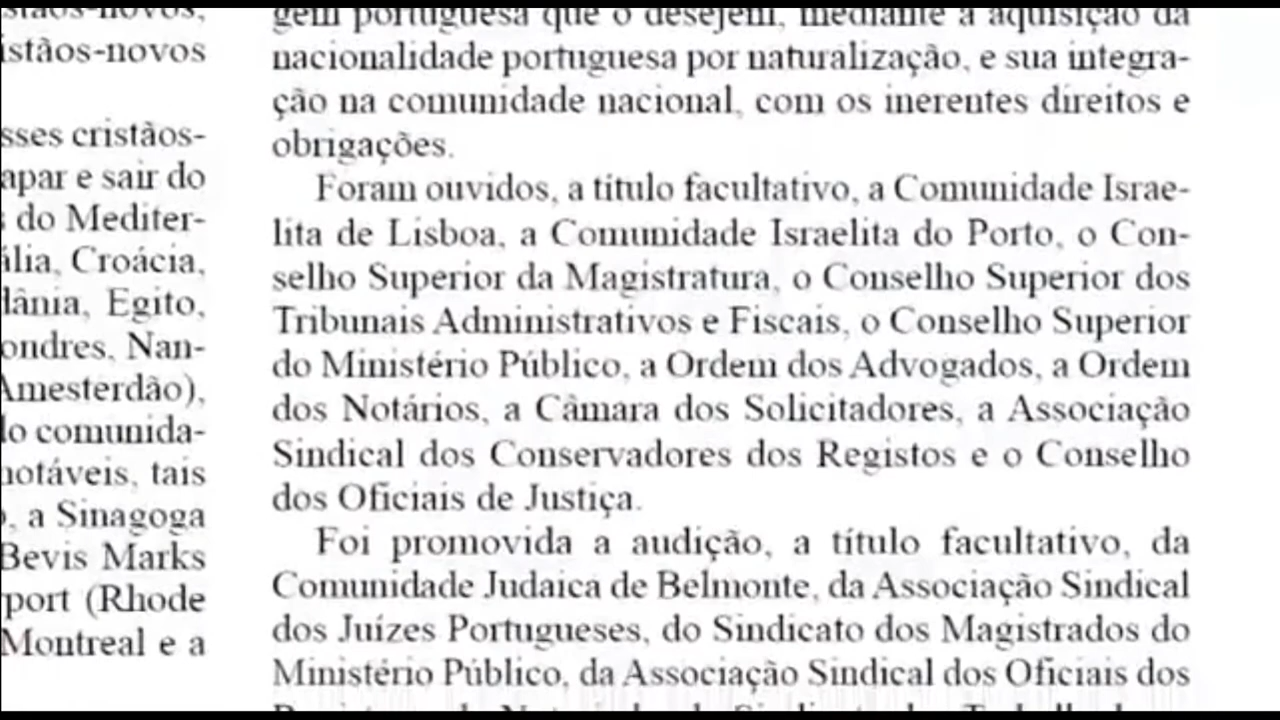 istãos-novos
sses cristãos-
apar e sair do
do Mediter-
ália, Croácia,
lânia, Egito,
ondres, Nan-
Amesterdão),
lo comunida-
notáveis, tais
, a Sinagoga
Bevis Marks
port (Rhode
Montreal e a
gem portuguesa que o desejem, mediante a aquisição da
nacionalidade portuguesa por naturalização, e sua integra-
ção na comunidade nacional, com os inerentes direitos e
obrigações.
Foram ouvidos, a título facultativo, a Comunidade Israe-
lita de Lisboa, a Comunidade Israelita do Porto, o Con-
selho Superior da Magistratura, o Conselho Superior dos
Tribunais Administrativos e Fiscais, o Conselho Superior
do Ministério Público, a Ordem dos Advogados, a Ordem
dos Notários, a Câmara dos Solicitadores, a Associação
Sindical dos Conservadores dos Registos e o Conselho
dos Oficiais de Justiça.
Foi promovida a audição, a título facultativo, da
Comunidade Judaica de Belmonte, da Associação Sindical
dos Juízes Portugueses, do Sindicato dos Magistrados do
Ministério Público, da Associação Sindical dos Oficiais dos